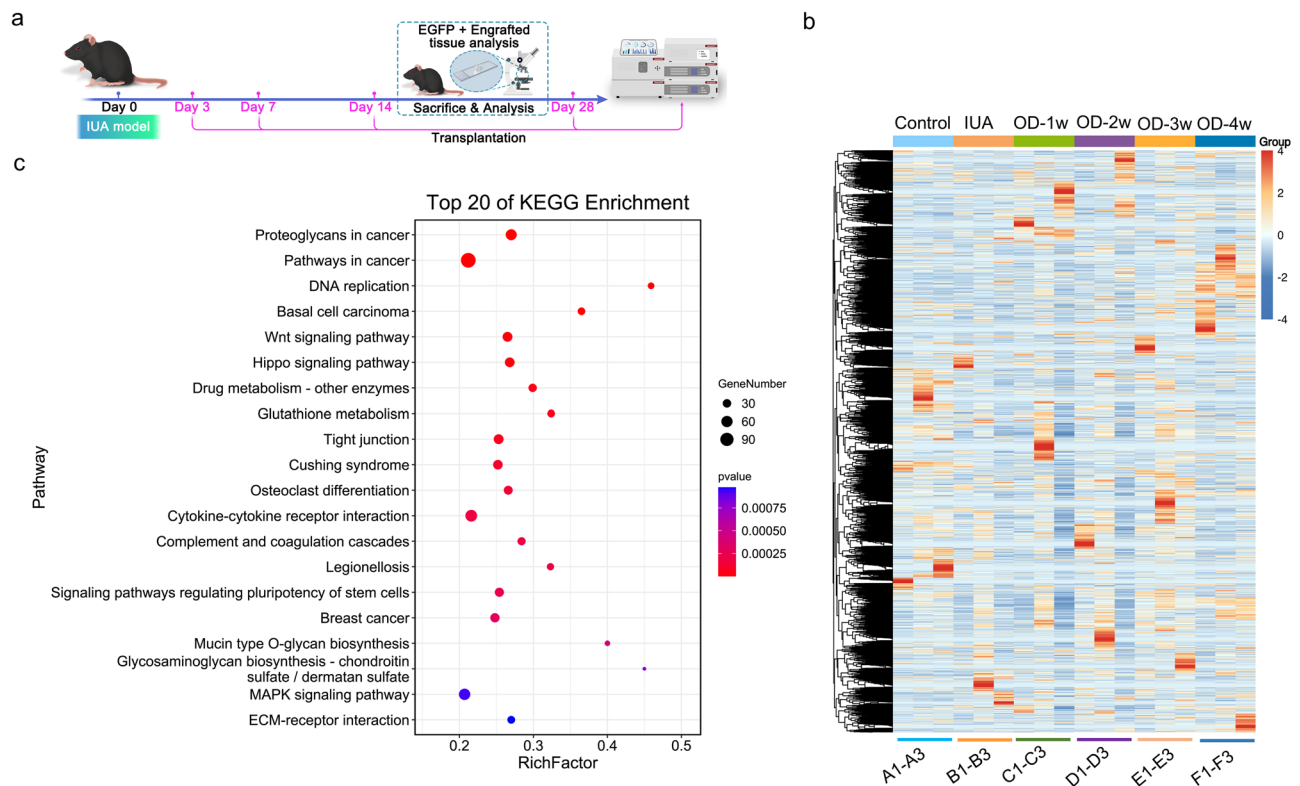 a
EGFP + Engrafted
tissue analysis
Day 0
Day 3
Day 7
Day 14
Sacrifice & Analysis
Day 28
IUA model
Transplantation
b
Control IUA OD-1w OD-2w OD-3w OD-4w
Group
4
2
0
-2
-4
A1-A3 B1-B3 C1-C3 D1-D3 E1-E3 F1-F3
c
Top 20 of KEGG Enrichment
Pathway
Proteoglycans in cancer
Pathways in cancer
DNA replication
Basal cell carcinoma
Wnt signaling pathway
Hippo signaling pathway
Drug metabolism - other enzymes
Glutathione metabolism
Tight junction
Cushing syndrome
Osteoclast differentiation
Cytokine-cytokine receptor interaction
Complement and coagulation cascades
Legionellosis
Signaling pathways regulating pluripotency of stem cells
Breast cancer
Mucin type O-glycan biosynthesis
Glycosaminoglycan biosynthesis - chondroitin
sulfate / dermatan sulfate
MAPK signaling pathway
ECM-receptor interaction
0.2 0.3 0.4 0.5
RichFactor
GeneNumber
30
60
90
pvalue
0.00075
0.00050
0.00025